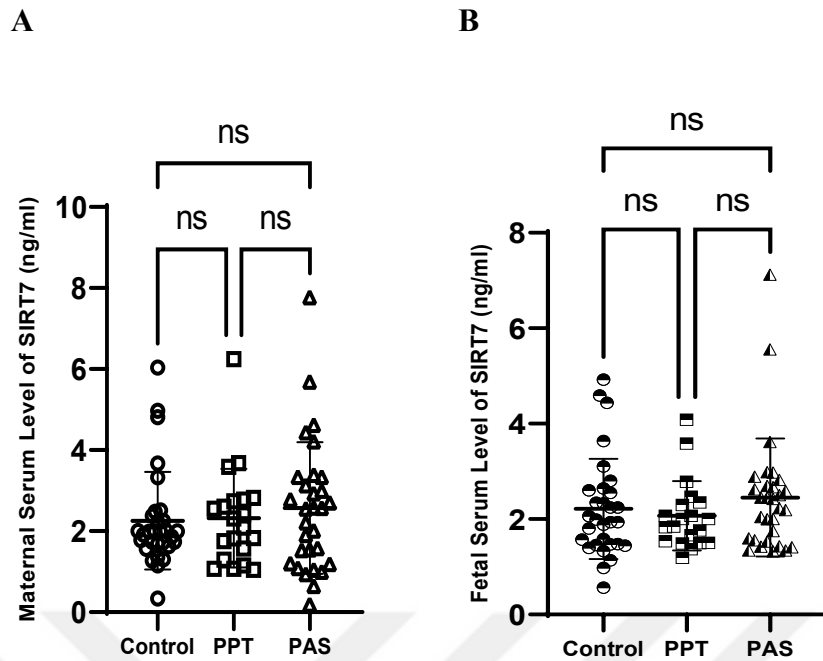 A
ns
ns ns
Maternal Serum Level of SIRT7 (ng/ml)
10
8
6
4
2
0
Control PPT PAS
B
ns
ns ns
Fetal Serum Level of SIRT7 (ng/ml)
8
6
4
2
0
Control PPT PAS